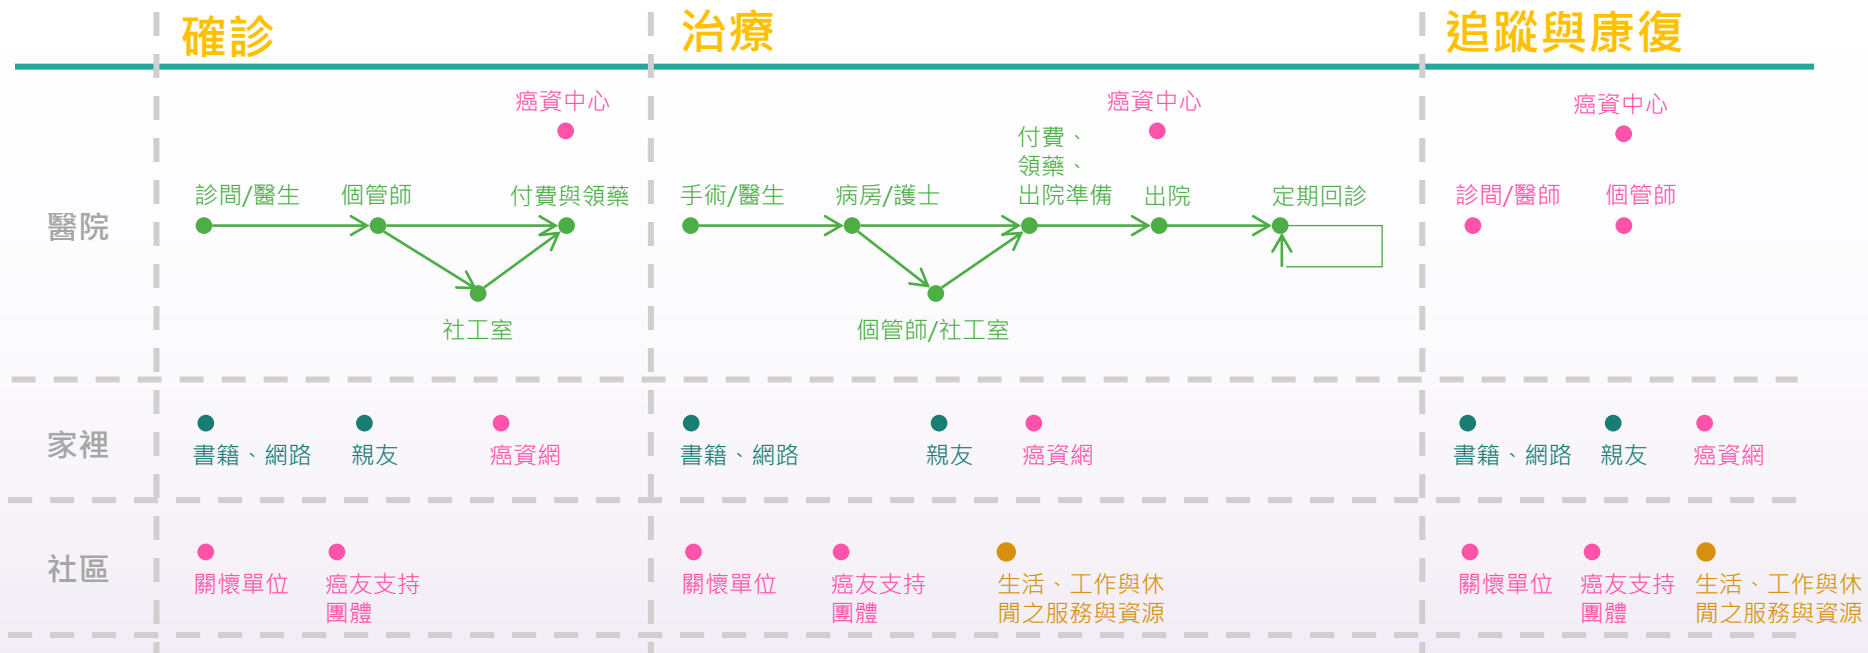 確診
治療
追蹤與康復
醫院
癌資中心
診間/醫生
個管師
付費與領藥
社工室
癌資中心
手術/醫生
病房/護士
付費、
領藥、
出院準備
出院
定期回診
個管師/社工室
癌資中心
診間/醫師
個管師
家裡
書籍、網路
親友
癌資網
書籍、網路
親友
癌資網
書籍、網路
親友
癌資網
社區
關懷單位
癌友支持
團體
關懷單位
癌友支持
團體
生活、工作與休
閒之服務與資源
關懷單位
癌友支持
團體
生活、工作與休
閒之服務與資源